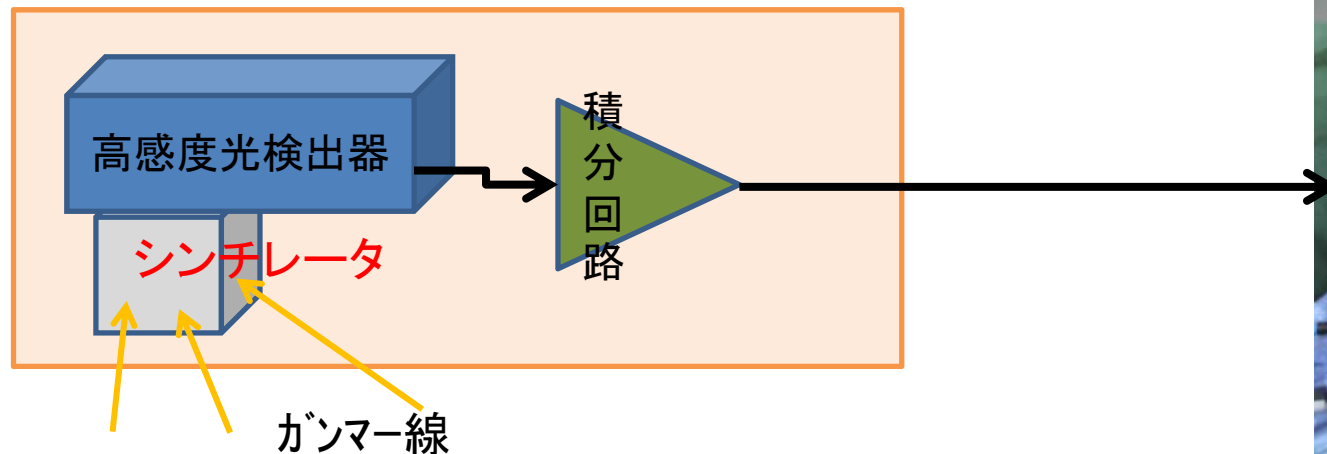 高感度光検出器
積分回路
シンチレータ
ガンマー線